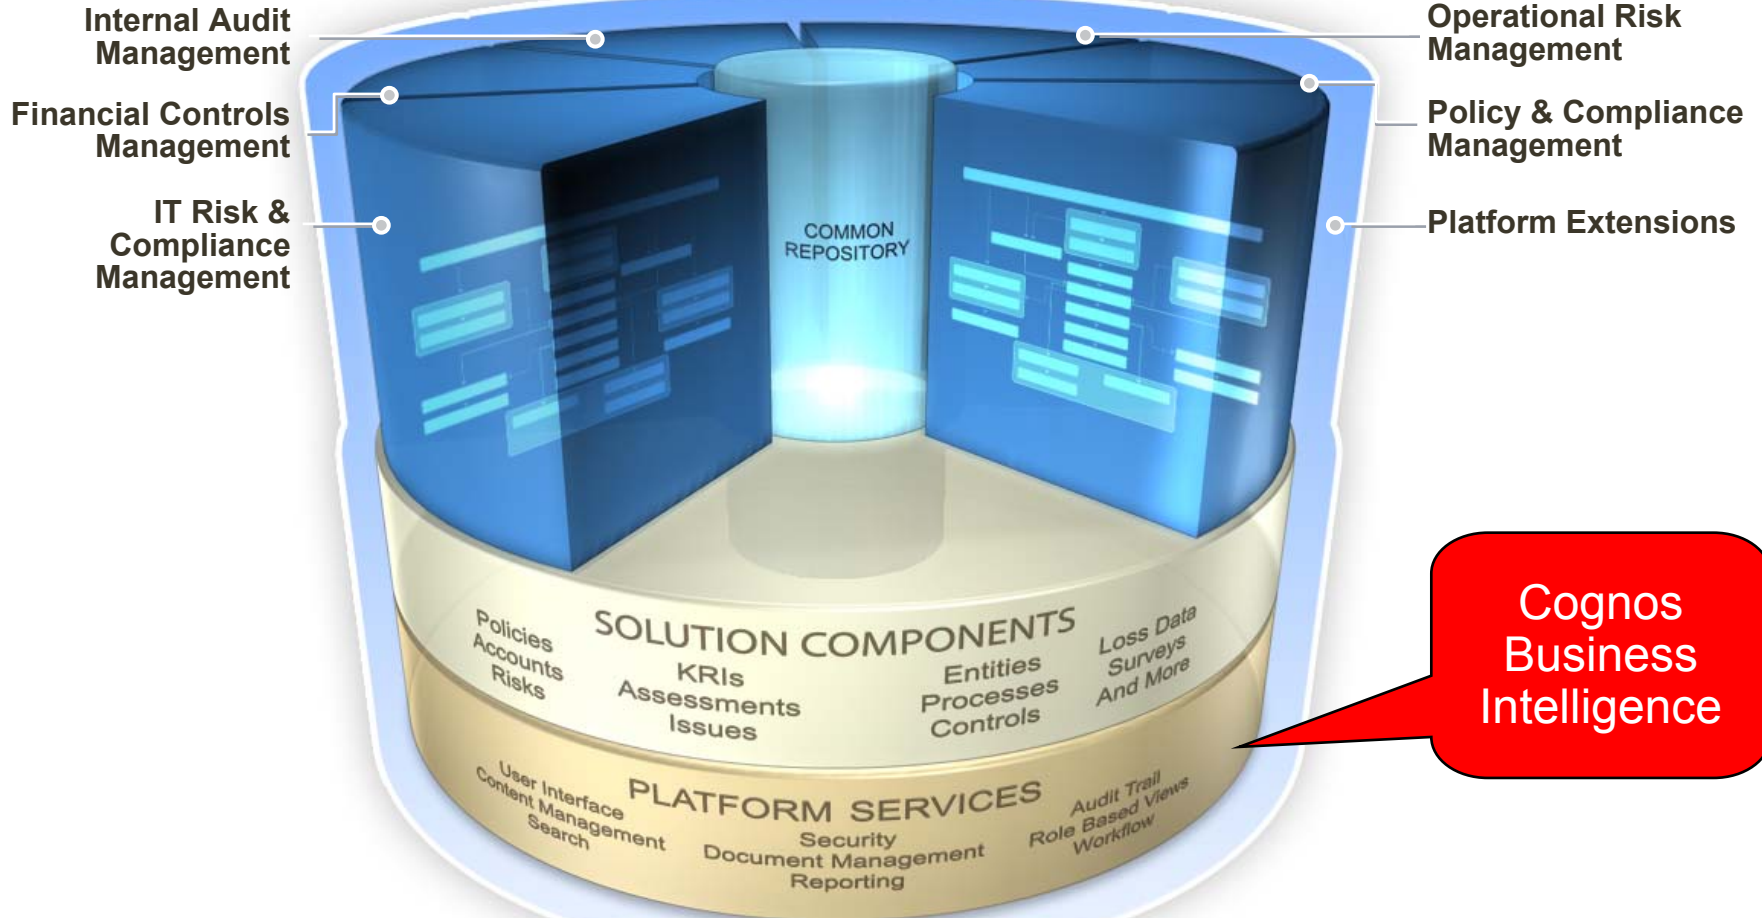 Internal Audit
Management
Financial Controls
Management
IT Risk &
Compliance
Management
Operational Risk
Management
Policy & Compliance
Management
Platform Extensions
COMMON
REPOSITORY
SOLUTION COMPONENTS
Policies
Accounts
Risks
KRIs
Assessments
Issues
Entities
Processes
Controls
Loss Data
Surveys
And More
PLATFORM SERVICES
User Interface
Content Management
Search
Security
Document Management
Reporting
Audit Trail
Role Based Views
Workflow
Cognos
Business
Intelligence